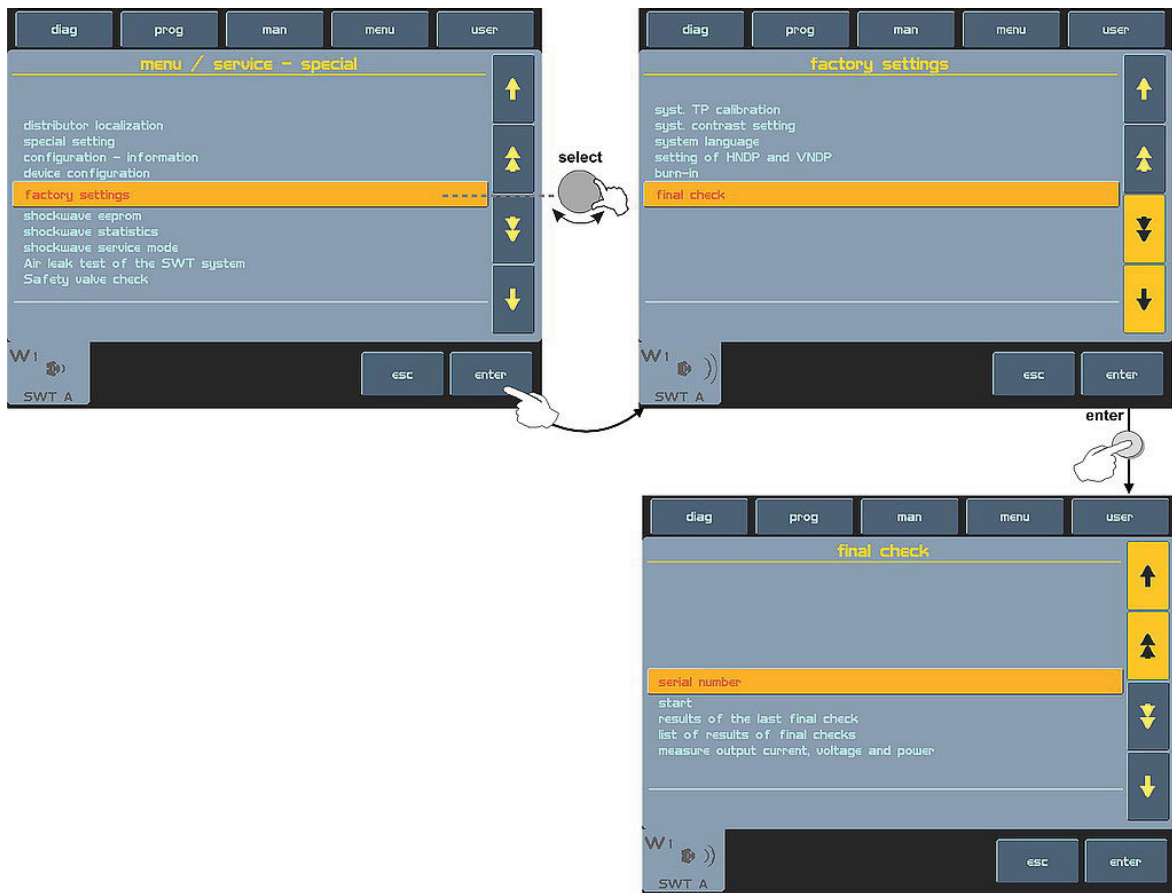 diag prog man menu user
menu / service - special
distributor localization
special setting
configuration - information
device configuration
factory settings
shockwave eeprom
shockwave statistics
shockwave service mode
Air leak test of the SWT system
Safety valve check
W1
SWT A
esc enter
select
diag prog man menu user
factory settings
syst. TP calibration
syst. contrast setting
system language
setting of HNDP and VNDP
burn-in
final check
W1
SWT A
esc enter
enter
diag prog man menu user
final check
serial number
start
results of the last final check
list of results of final checks
measure output current, voltage and power
W1
SWT A
esc enter